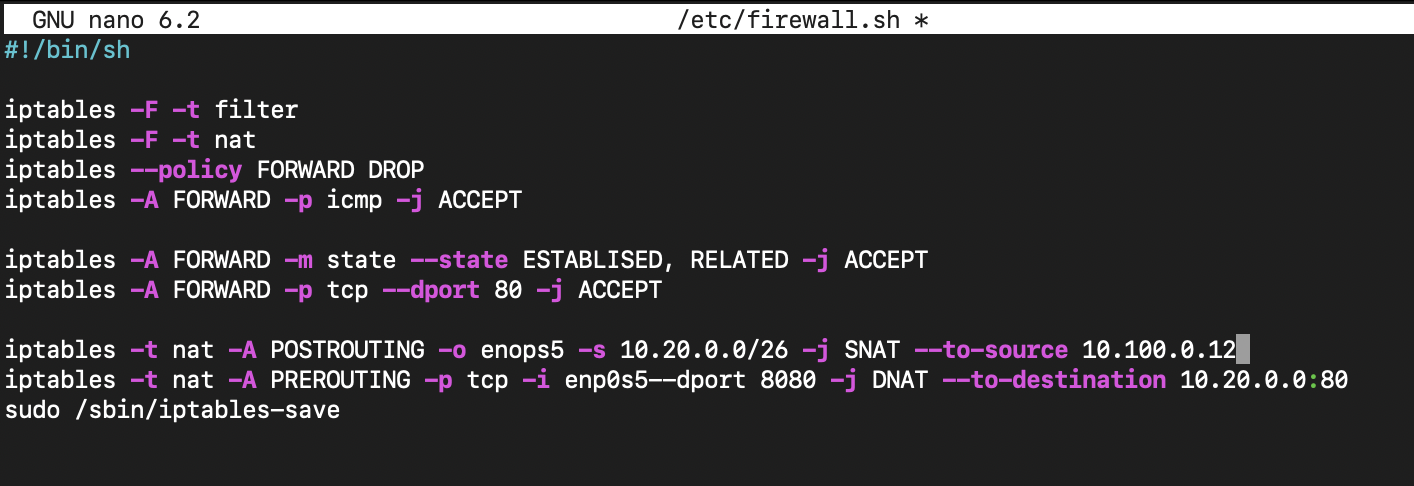 GNU nano 6.2 /etc/firewall.sh *
#!/bin/sh
iptables -F -t filter
iptables -F -t nat
iptables --policy FORWARD DROP
iptables -A FORWARD -p icmp -j ACCEPT
iptables -A FORWARD -m state --state ESTABLISED, RELATED -j ACCEPT
iptables -A FORWARD -p tcp --dport 80 -j ACCEPT
iptables -t nat -A POSTROUTING -o enops5 -s 10.20.0.0/26 -j SNAT --to-source 10.100.0.12
iptables -t nat -A PREROUTING -p tcp -i enp0s5--dport 8080 -j DNAT --to-destination 10.20.0.0:80
sudo /sbin/iptables-save